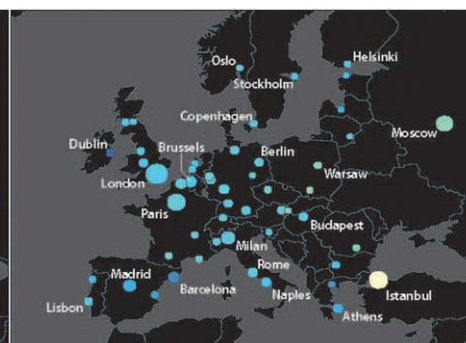 Oslo
Helsinki
Stockholm
Copenhagen
Moscow
Dublin
Brussels
Berlin
London
Warsaw
Paris
Budapest
Milan
Madrid
Rome
Barcelona
Naples
Istanbul
Lisbon
Athens